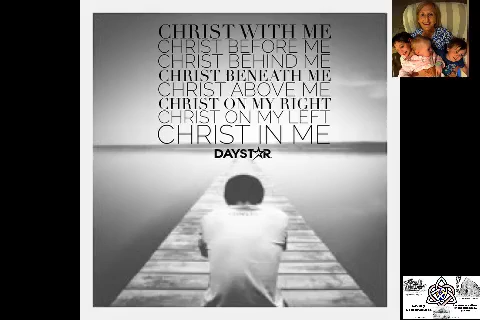 CHRIST WITH ME
CHRIST BEFORE ME
CHRIST BEHIND ME
CHRIST BENEATH ME
CHRIST ABOVE ME
CHRIST ON MY RIGHT
CHRIST ON MY LEFT
CHRIST IN ME
DAYSTAR